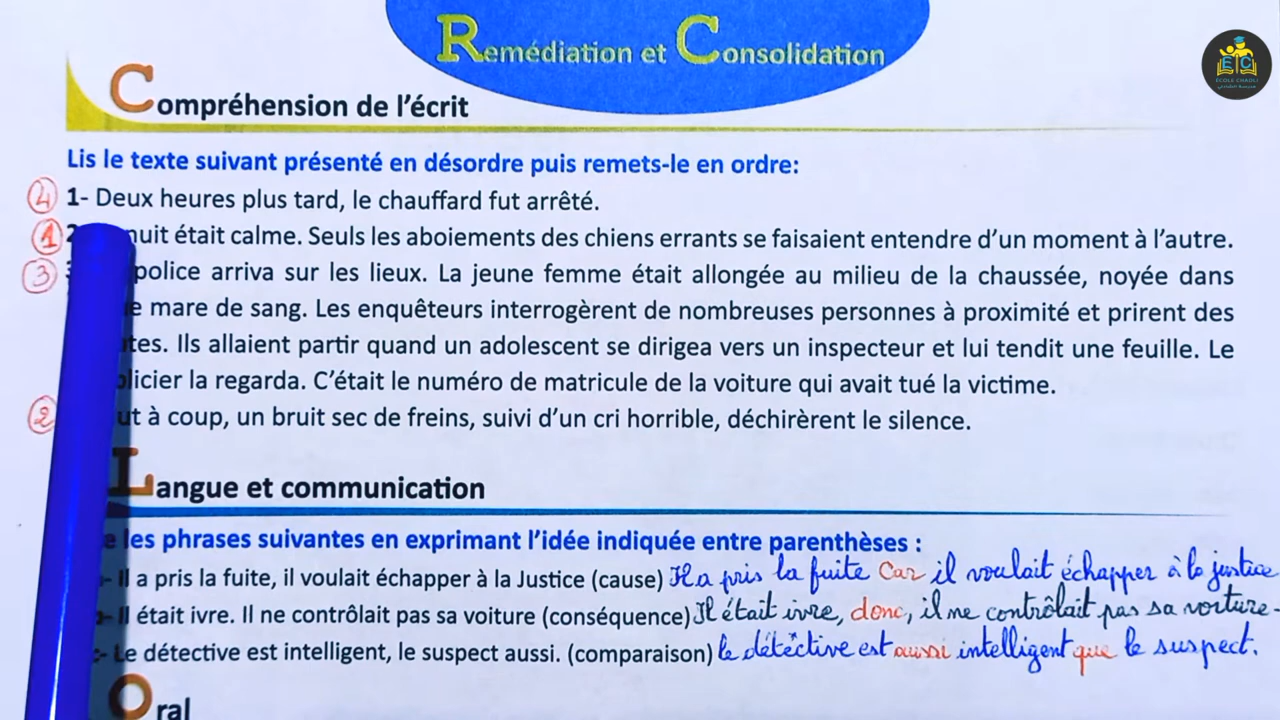 Remédiation et Consolidation
ECOLE CHADLI
Compréhension de l'écrit
Lis le texte suivant présenté en désordre puis remets-le en ordre:
4 1- Deux heures plus tard, le chauffard fut arrêté.
1 2 nuit était calme. Seuls les aboiements des chiens errants se faisaient entendre d'un moment à l'autre.
3 police arriva sur les lieux. La jeune femme était allongée au milieu de la chaussée, noyée dans
mare de sang. Les enquêteurs interrogèrent de nombreuses personnes à proximité et prirent des
tes. Ils allaient partir quand un adolescent se dirigea vers un inspecteur et lui tendit une feuille. Le
licier la regarda. C'était le numéro de matricule de la voiture qui avait tué la victime.
2 ut à coup, un bruit sec de freins, suivi d'un cri horrible, déchirèrent le silence.
Langue et communication
les phrases suivantes en exprimant l'idée indiquée entre parenthèses :
- Il a pris la fuite, il voulait échapper à la Justice (cause) Il a pris la fuite car il voulait échapper à la justice
- Il était ivre. Il ne contrôlait pas sa voiture (conséquence) Il était ivre, donc, il ne contrôlait pas sa voiture-
c- Le détective est intelligent, le suspect aussi. (comparaison) le détective est aussi intelligent que le suspect.
Oral